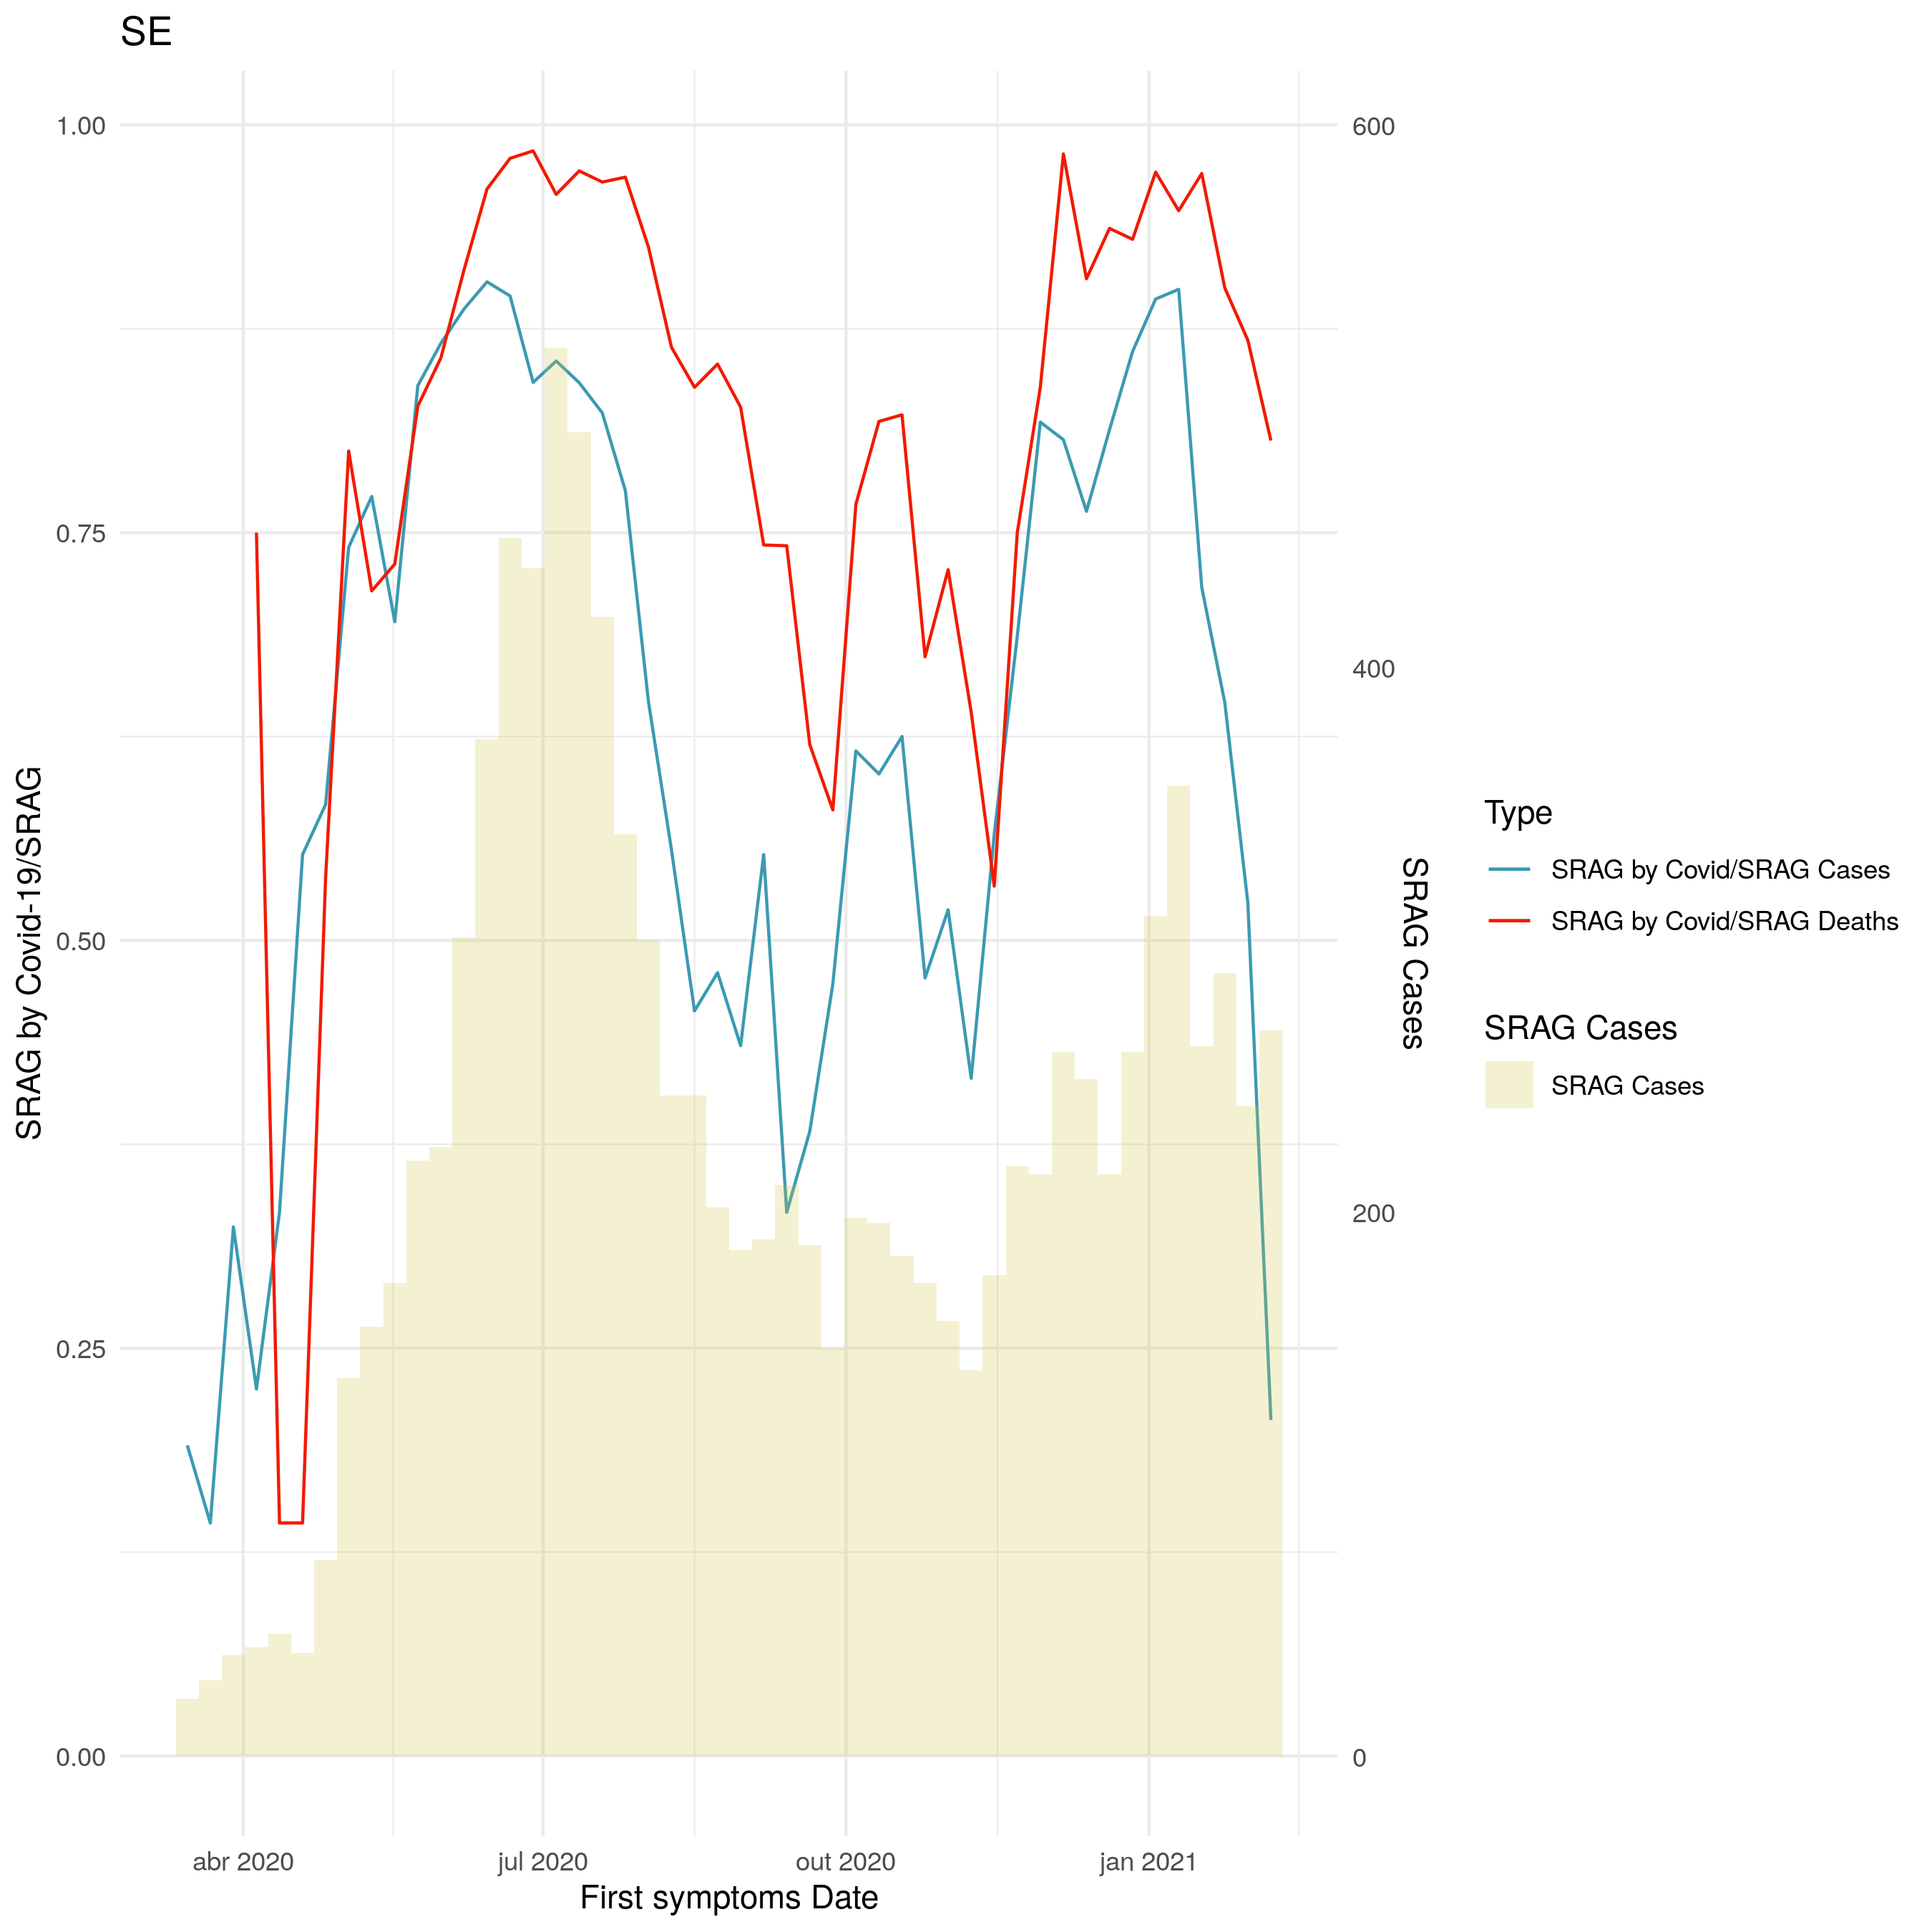 SE
1.00
0.75
0.50
0.25
0.00
SRAG by Covid-19/SRAG
600
400
200
0
SRAG Cases
abr 2020
jul 2020
out 2020
jan 2021
First symptoms Date
Type
SRAG by Covid/SRAG Cases
SRAG by Covid/SRAG Deaths
SRAG Cases
SRAG Cases